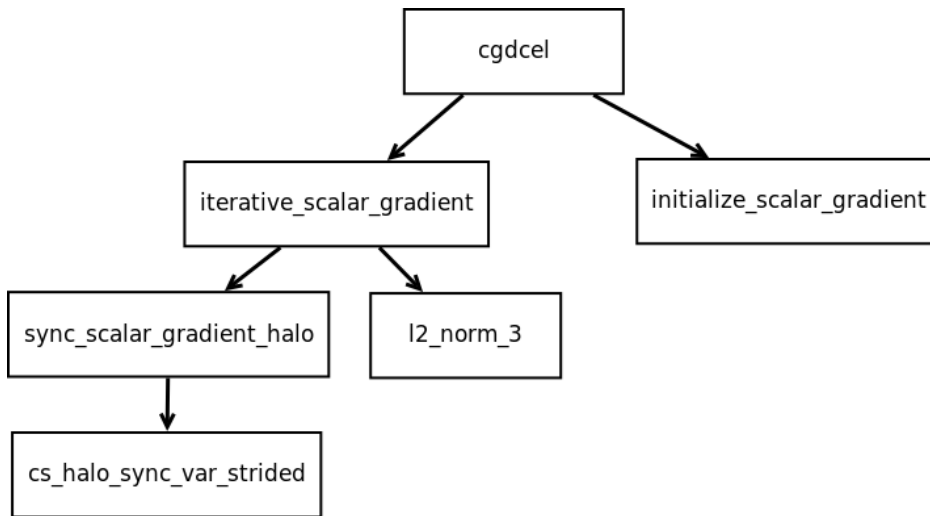 cgdcel
iterative_scalar_gradient
initialize_scalar_gradient
sync_scalar_gradient_halo
l2_norm_3
cs_halo_sync_var_strided